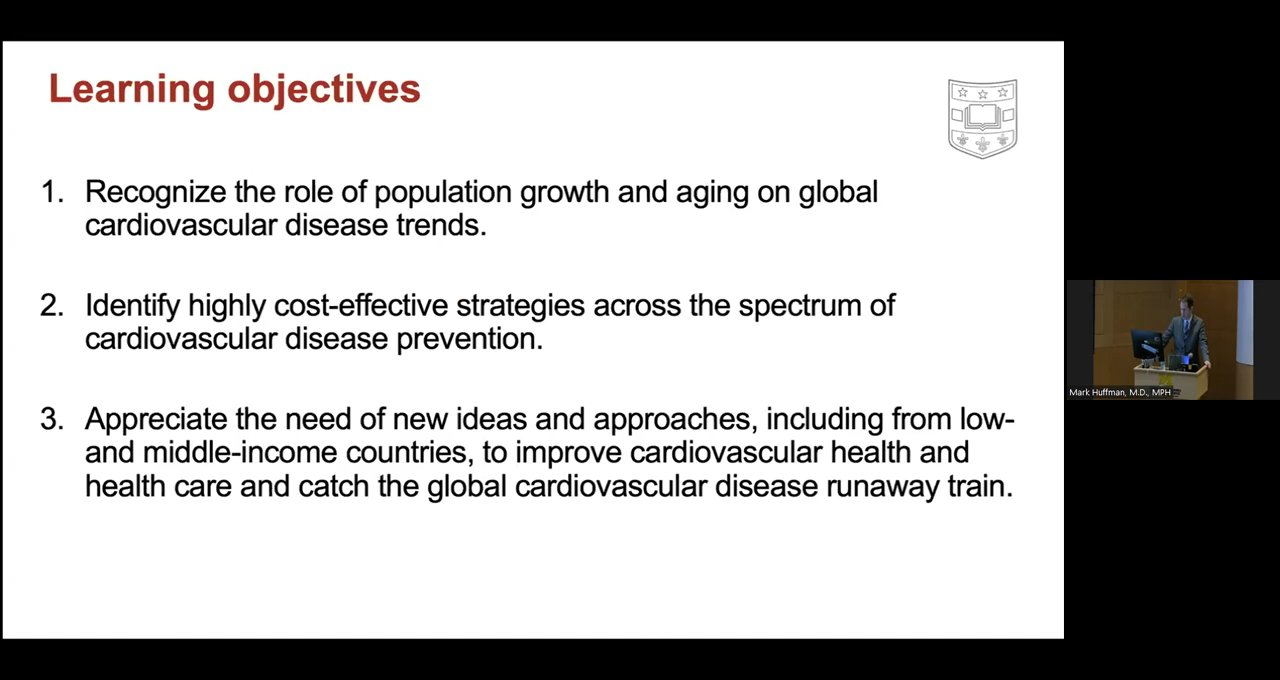 Learning objectives
1. Recognize the role of population growth and aging on global
cardiovascular disease trends.
2. Identify highly cost-effective strategies across the spectrum of
cardiovascular disease prevention.
3. Appreciate the need of new ideas and approaches, including from low-
and middle-income countries, to improve cardiovascular health and
health care and catch the global cardiovascular disease runaway train.
Mark Huffman, M.D., MPH